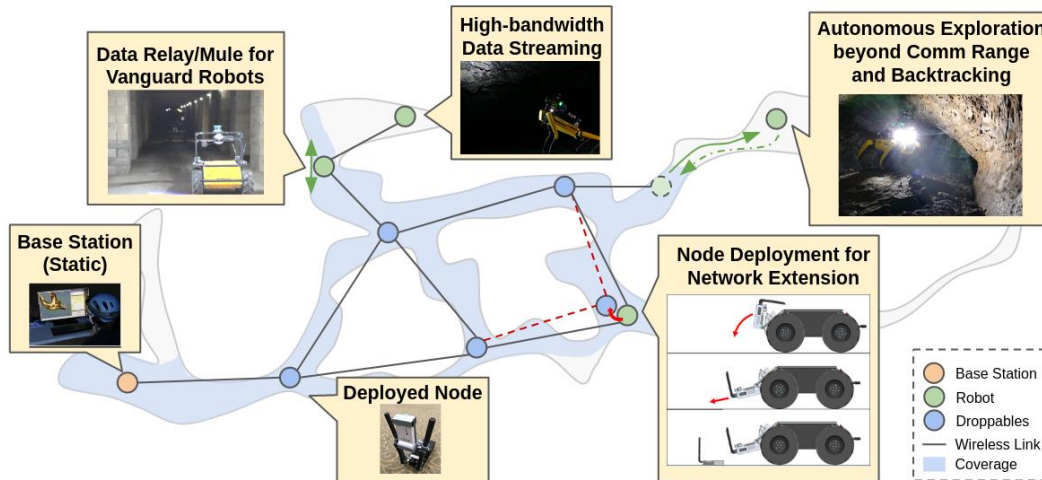 Data Relay/Mule for
Vanguard Robots
High-bandwidth
Data Streaming
Autonomous Exploration
beyond Comm Range
and Backtracking
Base Station
(Static)
Node Deployment for
Network Extension
Deployed Node
Base Station
Robot
Droppables
Wireless Link
Coverage